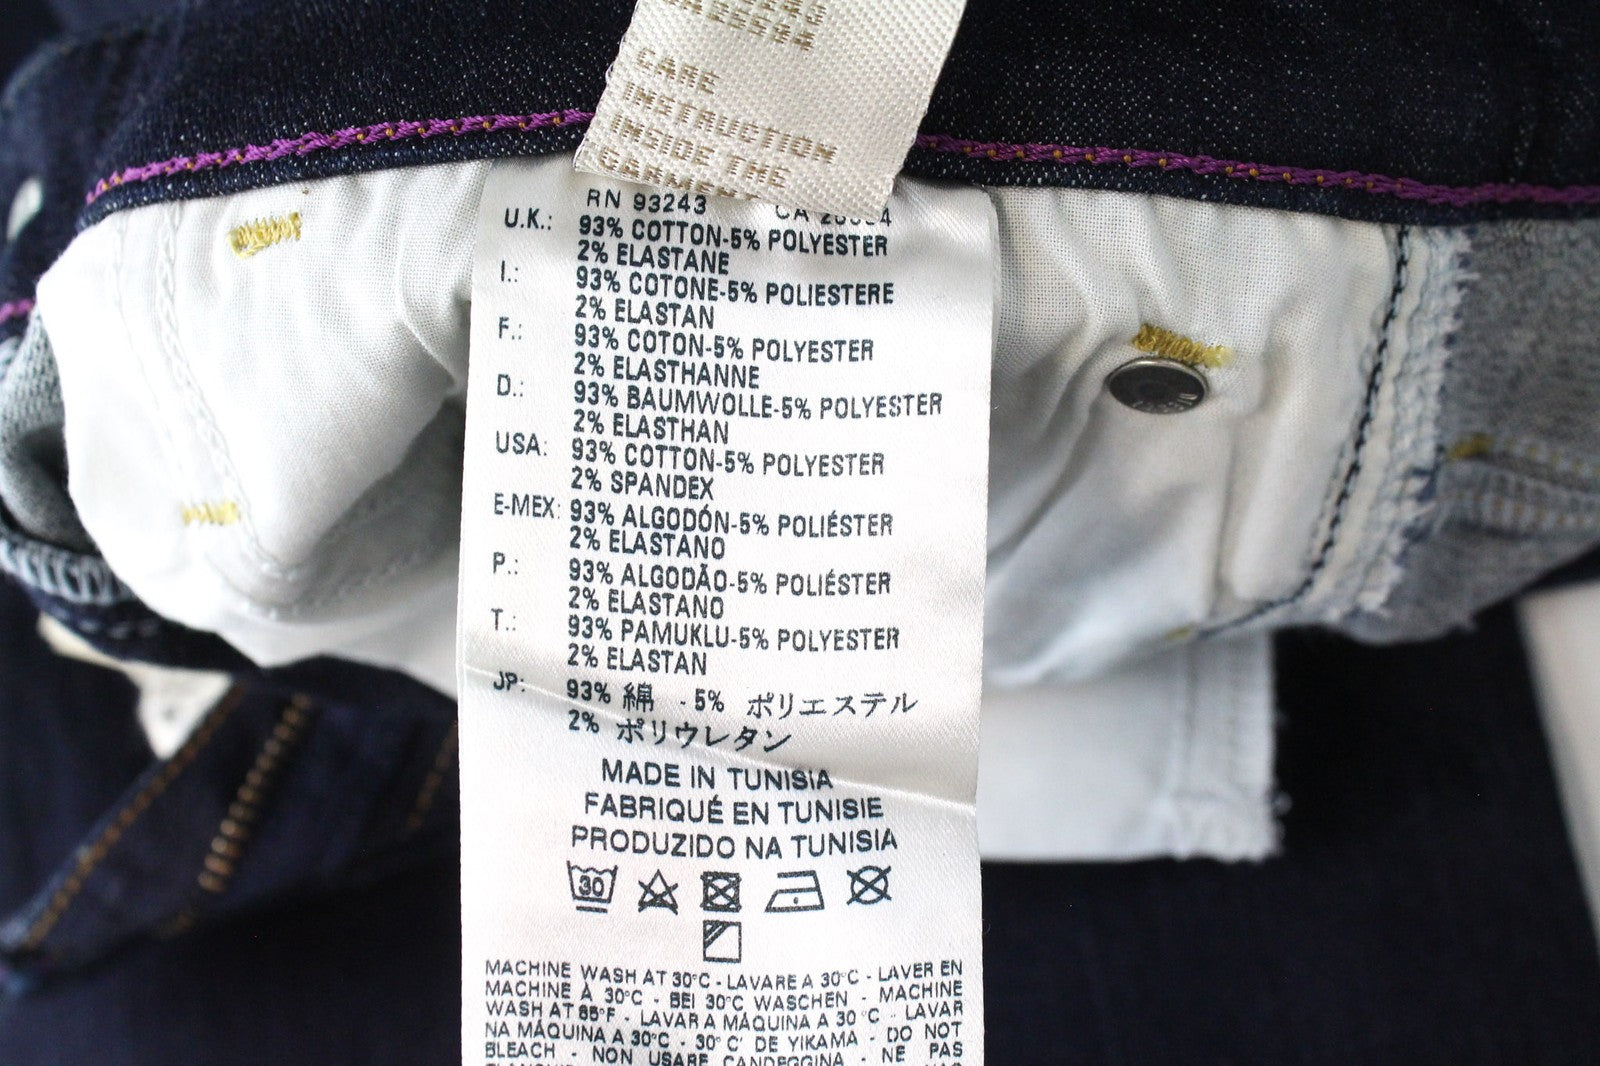 CARE
INSTRUCTION
INSIDE THE
RN 93243 CA
U.K.: 93% COTTON-5% POLYESTER
2% ELASTANE
I.: 93% COTONE-5% POLIESTERE
2% ELASTAN
F.: 93% COTON-5% POLYESTER
2% ELASTHANNE
D.: 93% BAUMWOLLE-5% POLYESTER
2% ELASTHAN
USA: 93% COTTON-5% POLYESTER
2% SPANDEX
E-MEX: 93% ALGODÓN-5% POLIÉSTER
2% ELASTANO
P.: 93% ALGODÃO-5% POLIÉSTER
2% ELASTANO
T.: 93% PAMUKLU-5% POLYESTER
2% ELASTAN
JP: 93% 綿 - 5% ポリエステル
2% ポリウレタン
MADE IN TUNISIA
FABRIQUÉ EN TUNISIE
PRODUZIDO NA TUNISIA
30
MACHINE WASH AT 30°C - LAVARE A 30°C - LAVER EN
MACHINE À 30°C - BEI 30°C WASCHEN - MACHINE
WASH AT 85°F - LAVAR A MÁQUINA A 30°C - LAVAR
NA MÁQUINA A 30°C - 30°C' DE YIKAMA - DO NOT
BLEACH - NON USARE CANDEGGINA - NE PAS